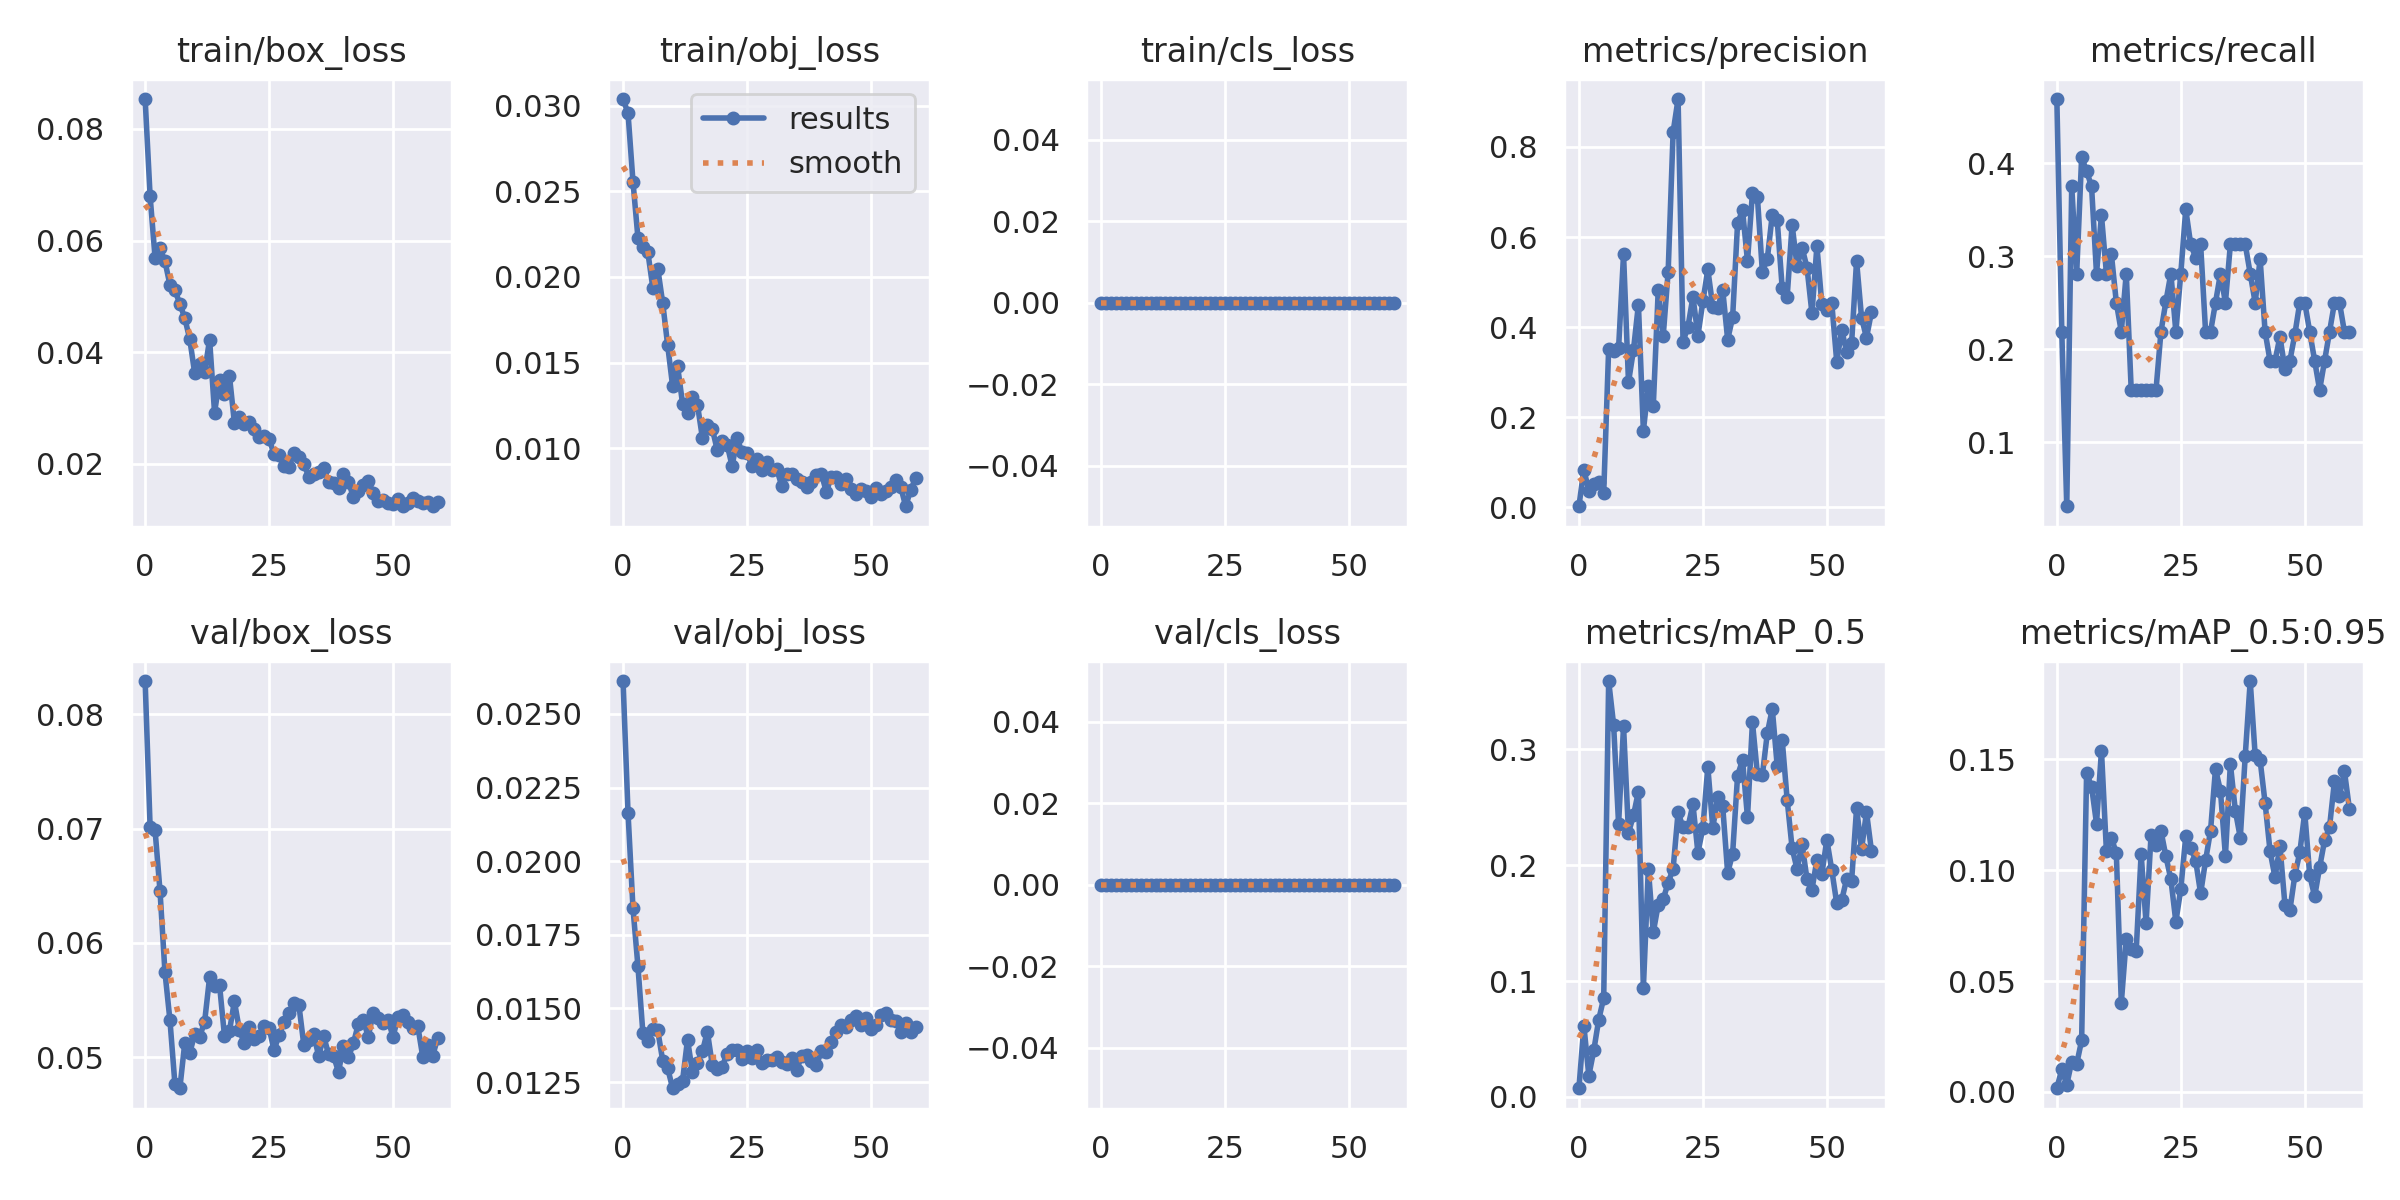 train/box_loss
0.08
0.06
0.04
0.02
0 25 50
train/obj_loss
results
smooth
0.030
0.025
0.020
0.015
0.010
0 25 50
train/cls_loss
0.04
0.02
0.00
−0.02
−0.04
0 25 50
metrics/precision
0.8
0.6
0.4
0.2
0.0
0 25 50
metrics/recall
0.4
0.3
0.2
0.1
0 25 50
val/box_loss
0.08
0.07
0.06
0.05
0 25 50
val/obj_loss
0.0250
0.0225
0.0200
0.0175
0.0150
0.0125
0 25 50
val/cls_loss
0.04
0.02
0.00
−0.02
−0.04
0 25 50
metrics/mAP_0.5
0.3
0.2
0.1
0.0
0 25 50
metrics/mAP_0.5:0.95
0.15
0.10
0.05
0.00
0 25 50